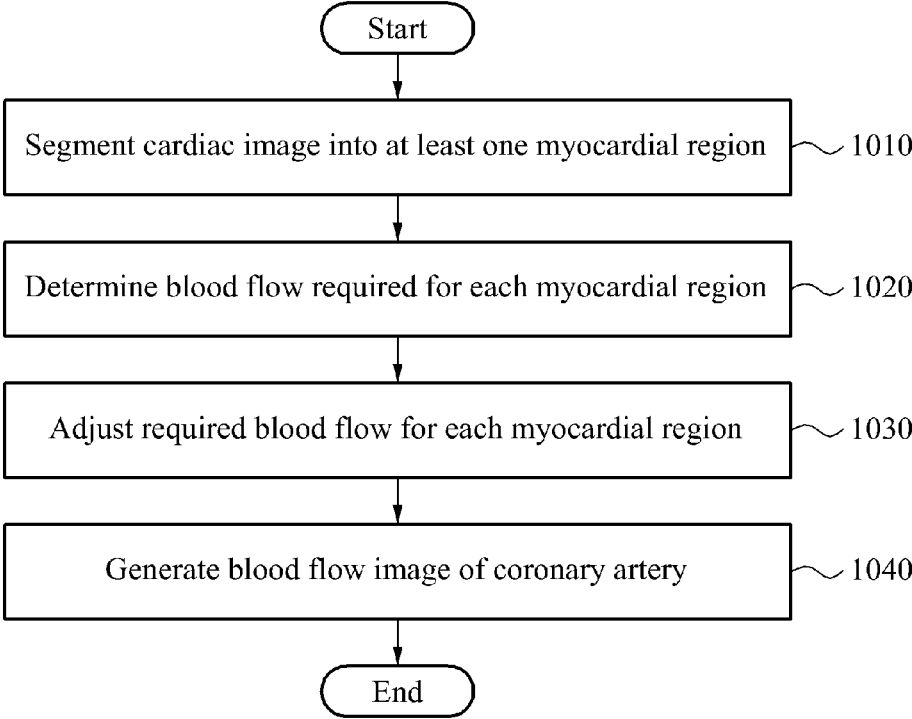 Start
Segment cardiac image into at least one myocardial region
1010
Determine blood flow required for each myocardial region
1020
Adjust required blood flow for each myocardial region
1030
Generate blood flow image of coronary artery
1040
End